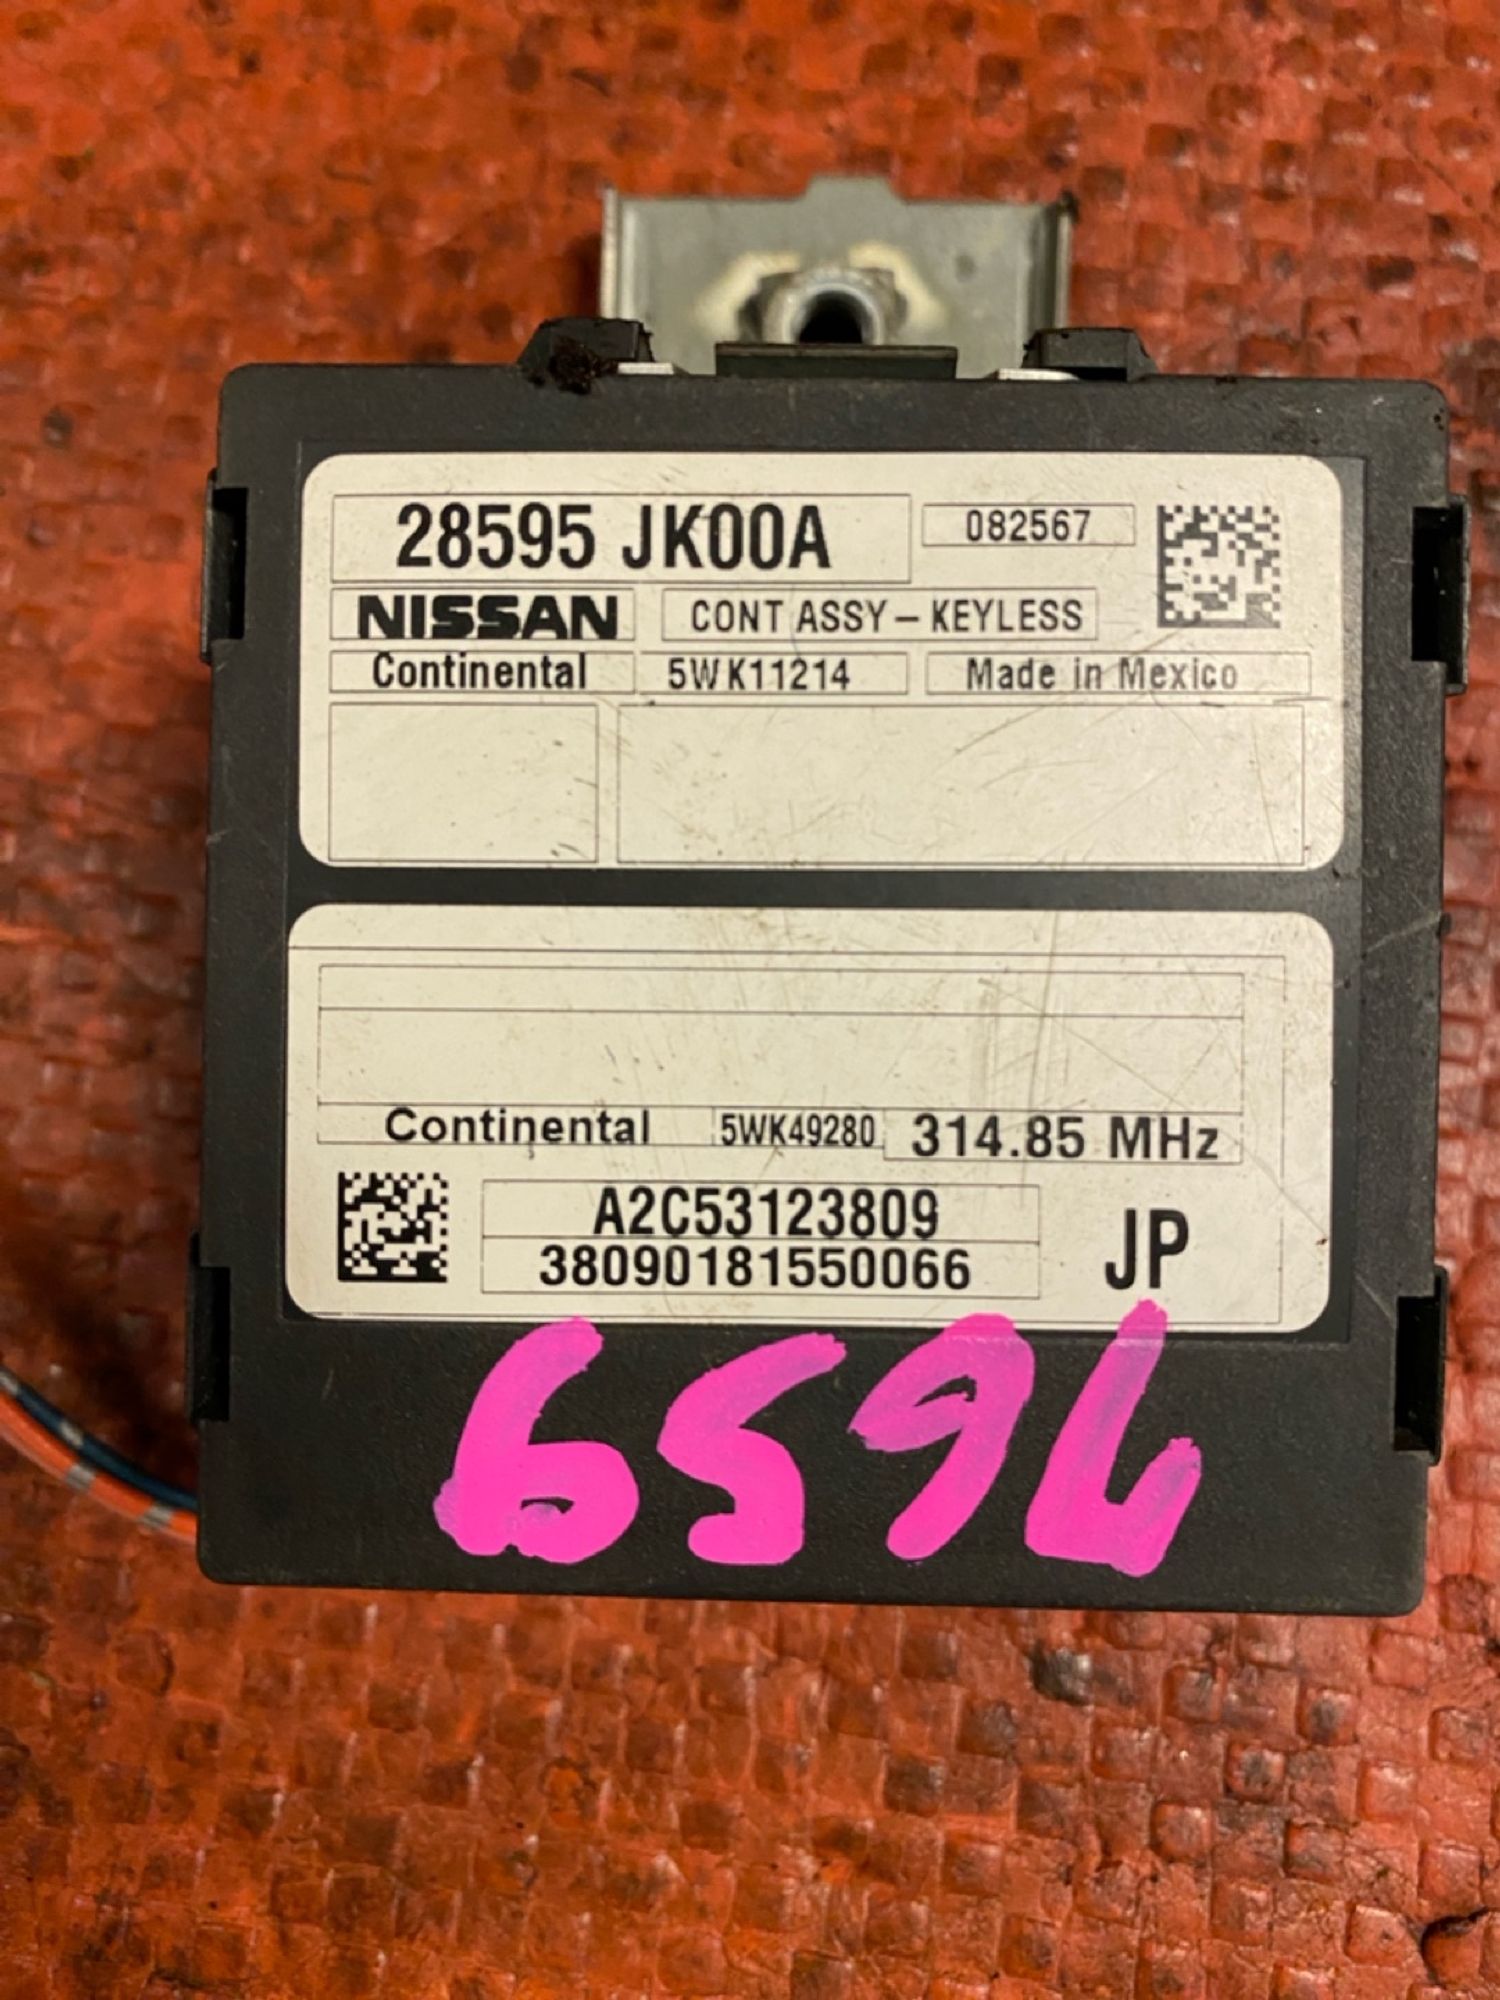 28595 JK00A 082567
NISSAN CONT ASSY – KEYLESS
Continental 5WK11214 Made in Mexico
Continental 5WK49280 314.85 MHz
A2C53123809
38090181550066 JP